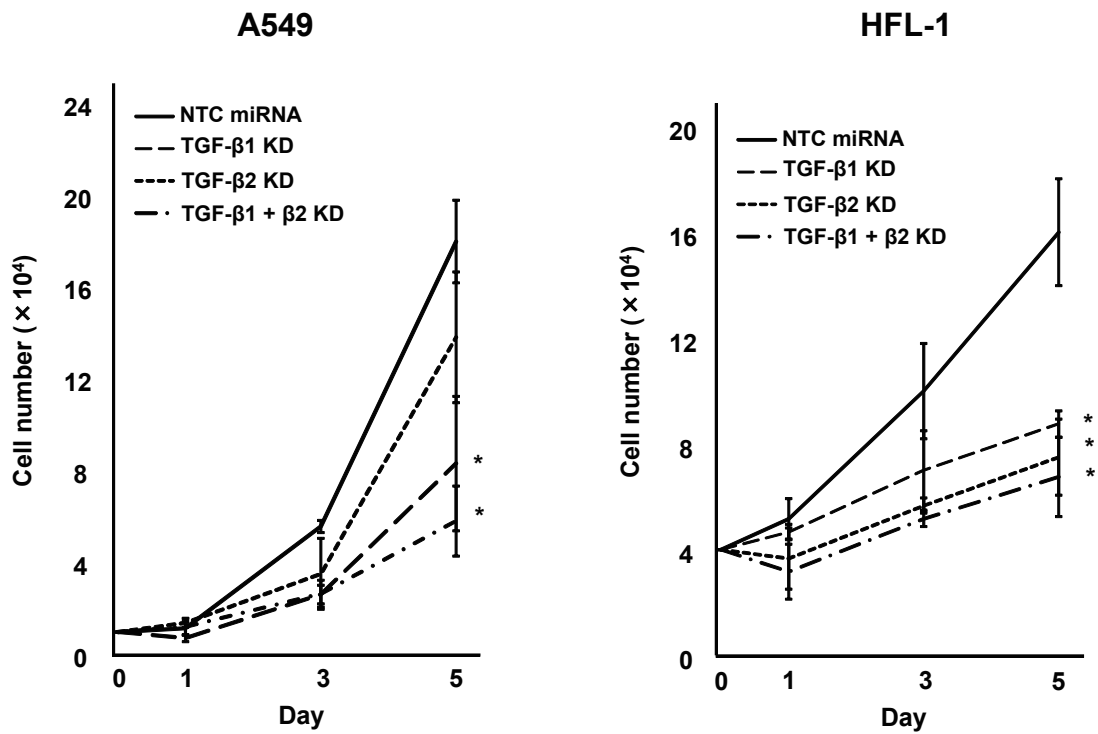 A549
24
20
16
12
8
4
0
Cell number (×10⁴)
NTC miRNA
TGF-β1 KD
TGF-β2 KD
TGF-β1 + β2 KD
*
*
0 1 3 5
Day
HFL-1
20
16
12
8
4
0
Cell number (×10⁴)
NTC miRNA
TGF-β1 KD
TGF-β2 KD
TGF-β1 + β2 KD
*
*
*
0 1 3 5
Day